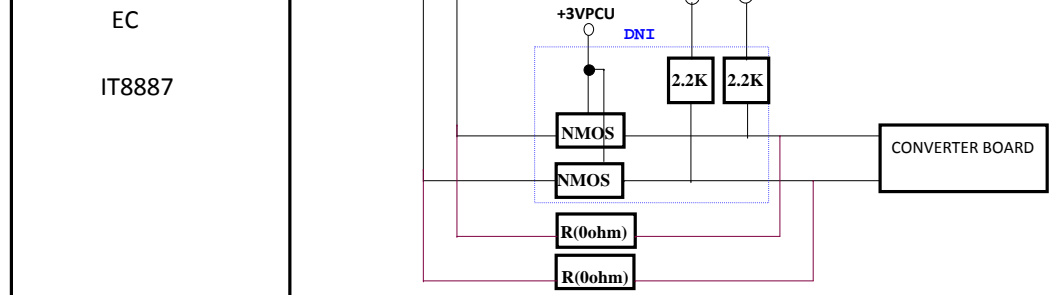 EC
IT8887
+3VPCU
DNI
2.2K
2.2K
NMOS
NMOS
CONVERTER BOARD
R(0ohm)
R(0ohm)